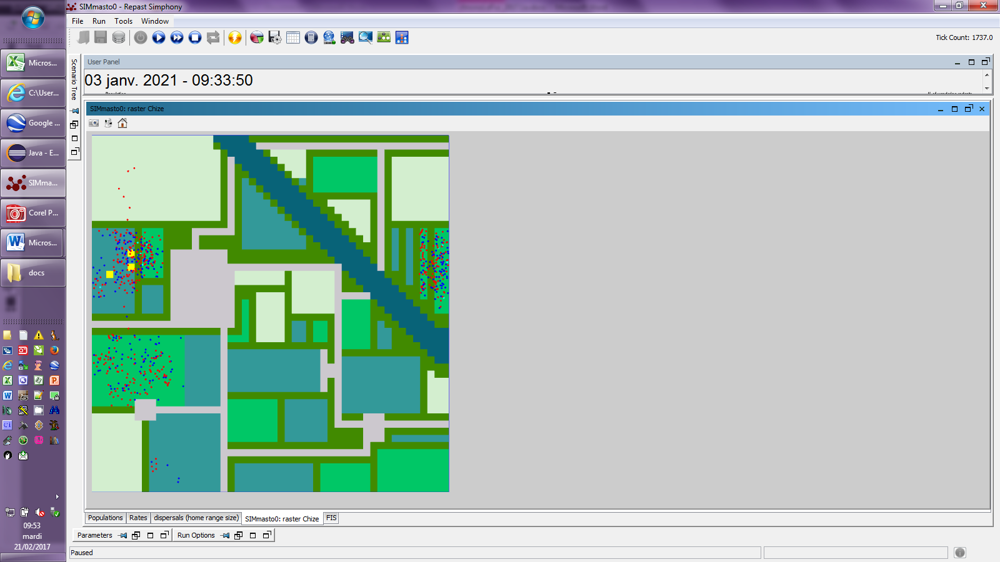 SIMmasto0 - Repast Simphony
File Run Tools Window
Tick Count: 1737.0
Micros...
C:\User...
Google ...
Java - E...
SIMma...
Corel P...
Micros...
docs
09:53
mardi
21/02/2017
Scenario Tree
User Panel
03 janv. 2021 - 09:33:50
SIMmasto0: raster Chize
Populations Rates dispersals (home range size) SIMmasto0: raster Chize FIS
Parameters Run Options
Paused